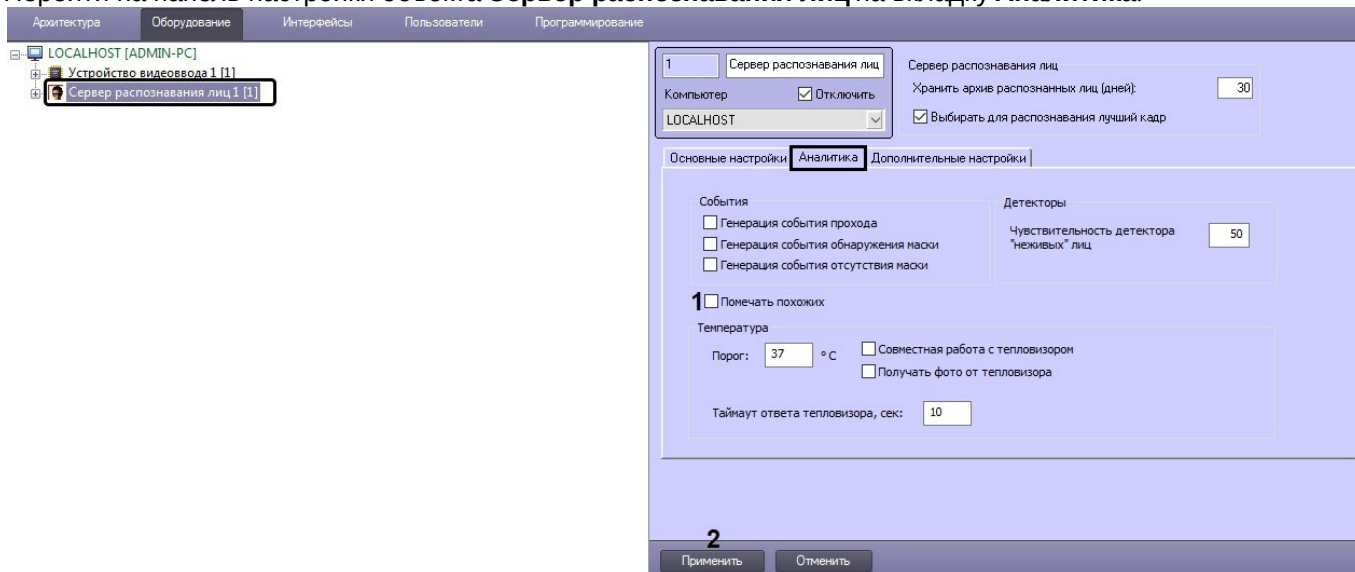 Перейти на панель настройки объекта Сервер распознавания лиц на вкладку Аналитика.
Архитектура Оборудование Интерфейсы Пользователи Программирование
LOCALHOST [ADMIN-PC]
Устройство видеоввода 1 [1]
Сервер распознавания лиц 1 [1]
1 Сервер распознавания лиц
Компьютер Отключить
LOCALHOST
Сервер распознавания лиц
Хранить архив распознанных лиц (дней): 30
Выбирать для распознавания лучший кадр
Основные настройки Аналитика Дополнительные настройки
События
Генерация события прохода
Генерация события обнаружения маски
Генерация события отсутствия маски
Детекторы
Чувствительность детектора 50
"неживых" лиц
1 Помечать похожих
Температура
Порог: 37 °C Совместная работа с тепловизором
Получать фото от тепловизора
Таймаут ответа тепловизора, сек: 10
2
Применить Отменить